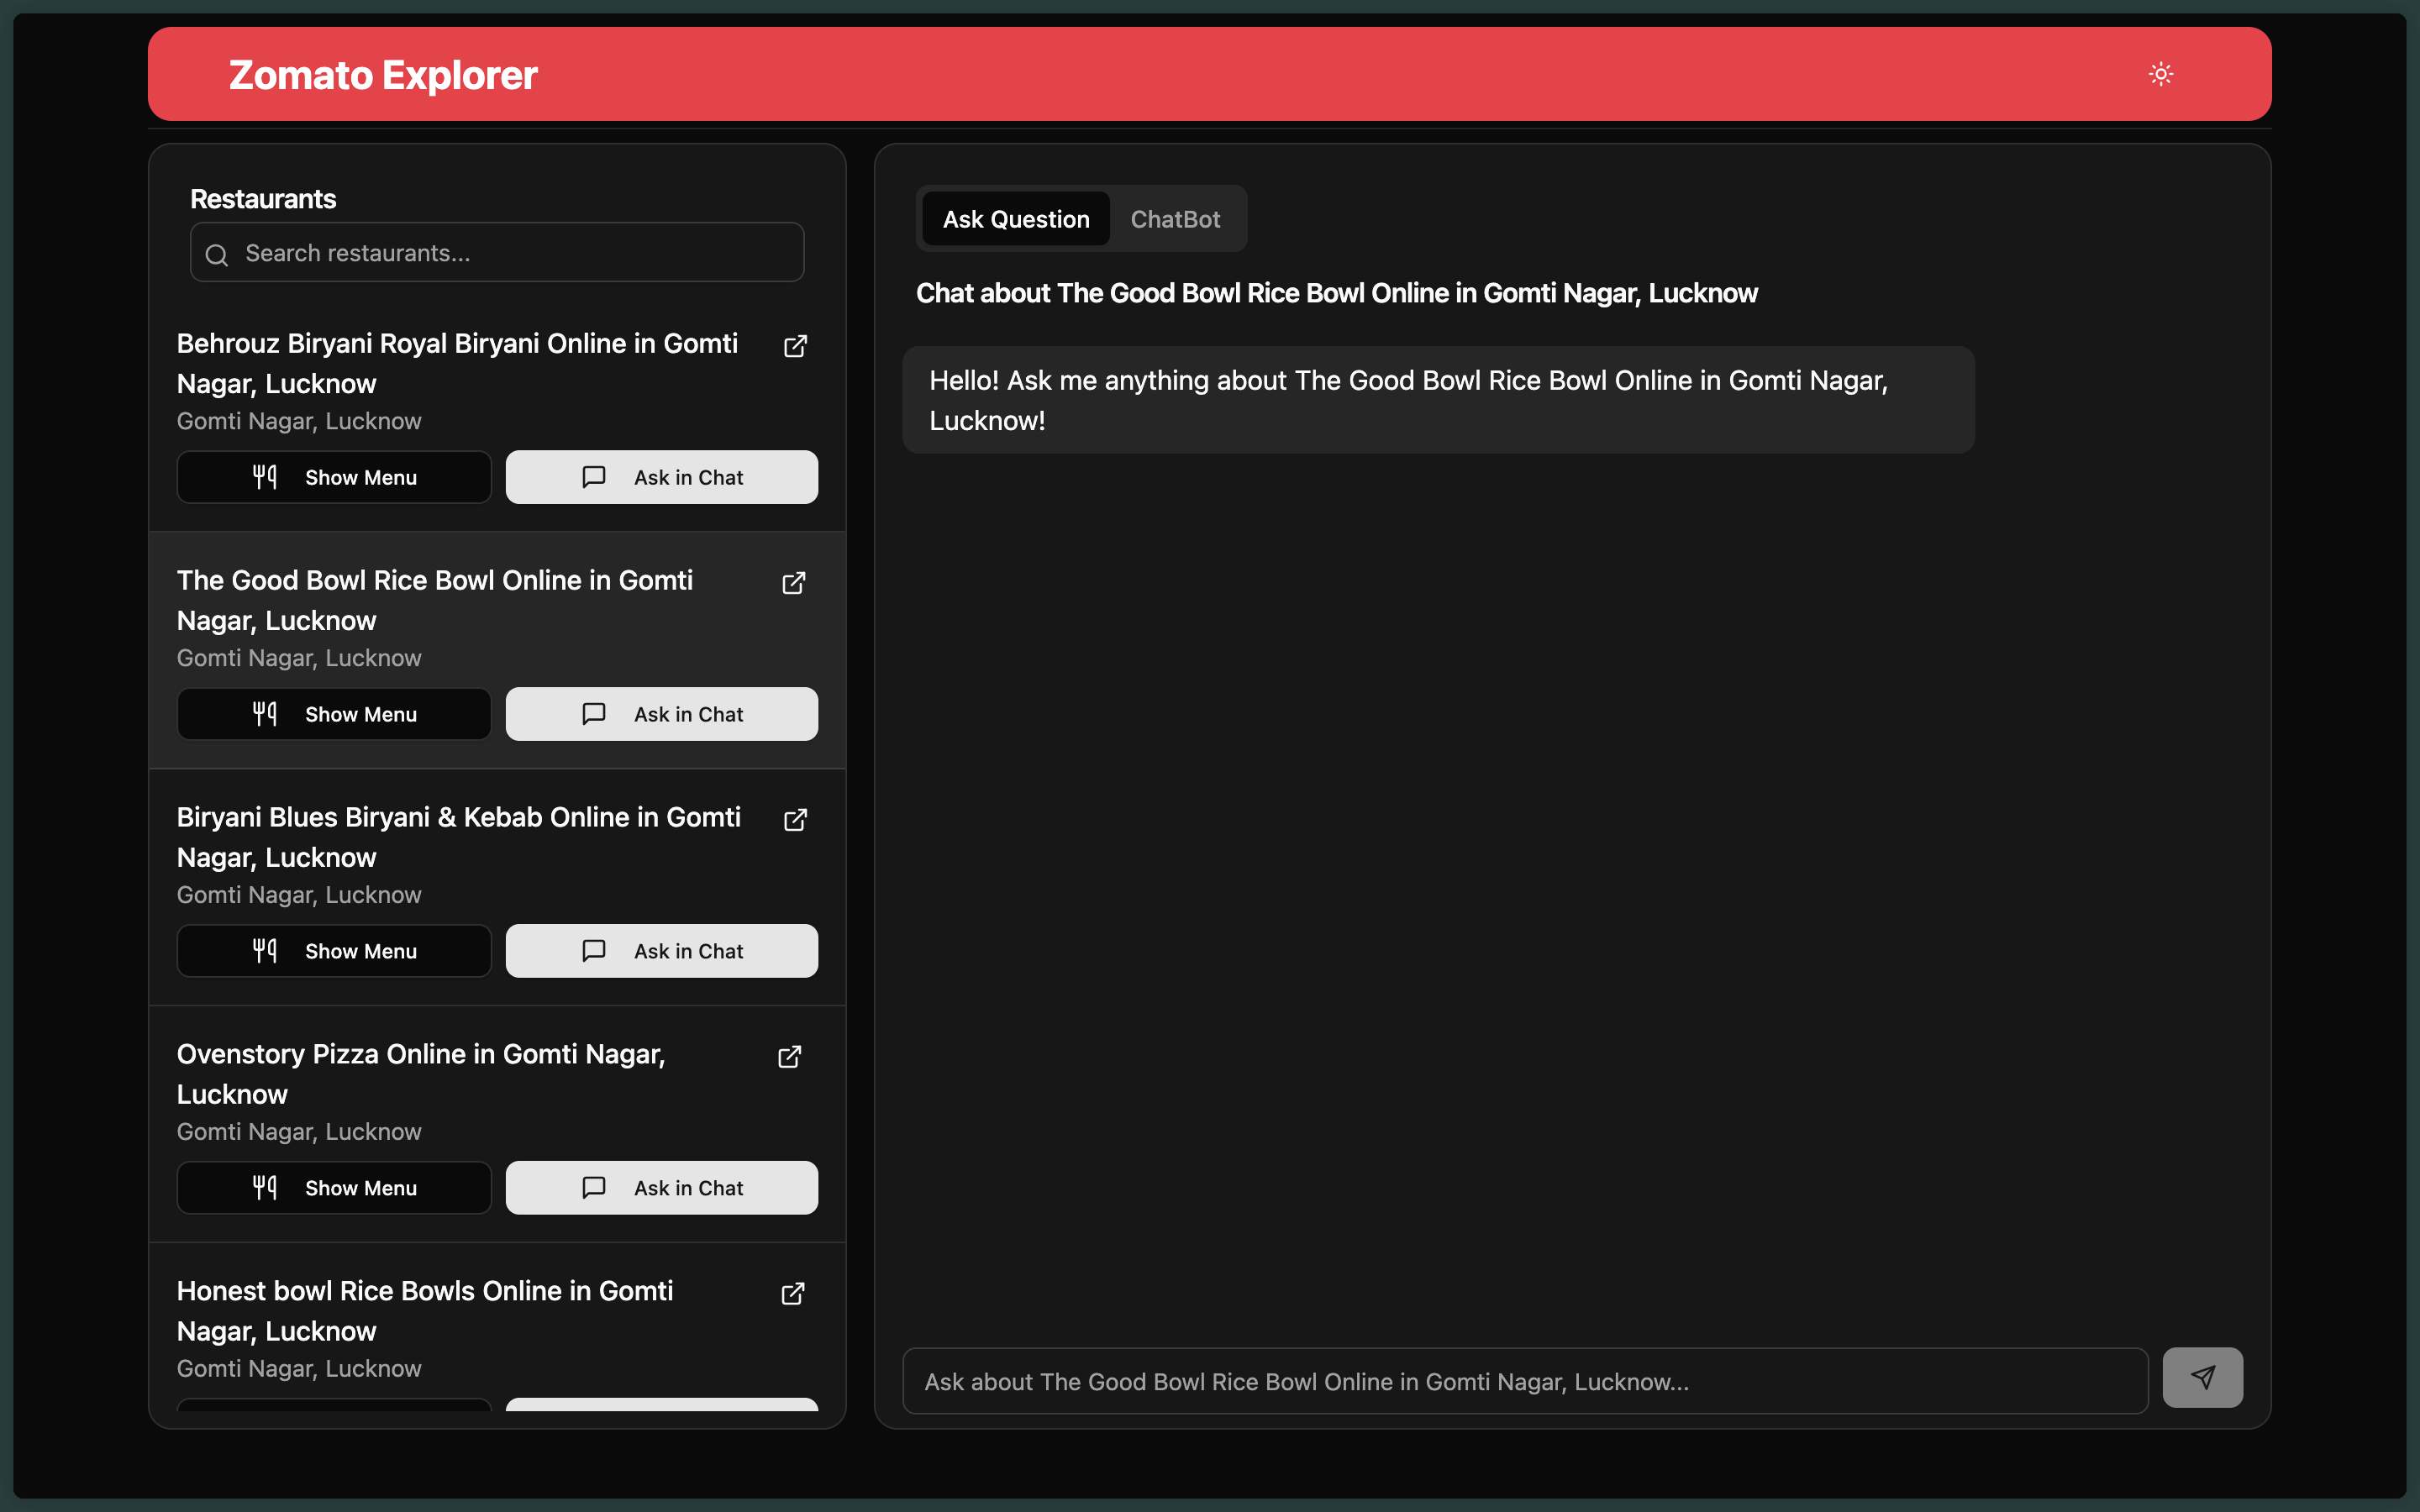 Zomato Explorer
Restaurants
Search restaurants...
Behrouz Biryani Royal Biryani Online in Gomti
Nagar, Lucknow
Gomti Nagar, Lucknow
Show Menu
Ask in Chat
The Good Bowl Rice Bowl Online in Gomti
Nagar, Lucknow
Gomti Nagar, Lucknow
Show Menu
Ask in Chat
Biryani Blues Biryani & Kebab Online in Gomti
Nagar, Lucknow
Gomti Nagar, Lucknow
Show Menu
Ask in Chat
Ovenstory Pizza Online in Gomti Nagar,
Lucknow
Gomti Nagar, Lucknow
Show Menu
Ask in Chat
Honest bowl Rice Bowls Online in Gomti
Nagar, Lucknow
Gomti Nagar, Lucknow
Ask Question
ChatBot
Chat about The Good Bowl Rice Bowl Online in Gomti Nagar, Lucknow
Hello! Ask me anything about The Good Bowl Rice Bowl Online in Gomti Nagar,
Lucknow!
Ask about The Good Bowl Rice Bowl Online in Gomti Nagar, Lucknow...